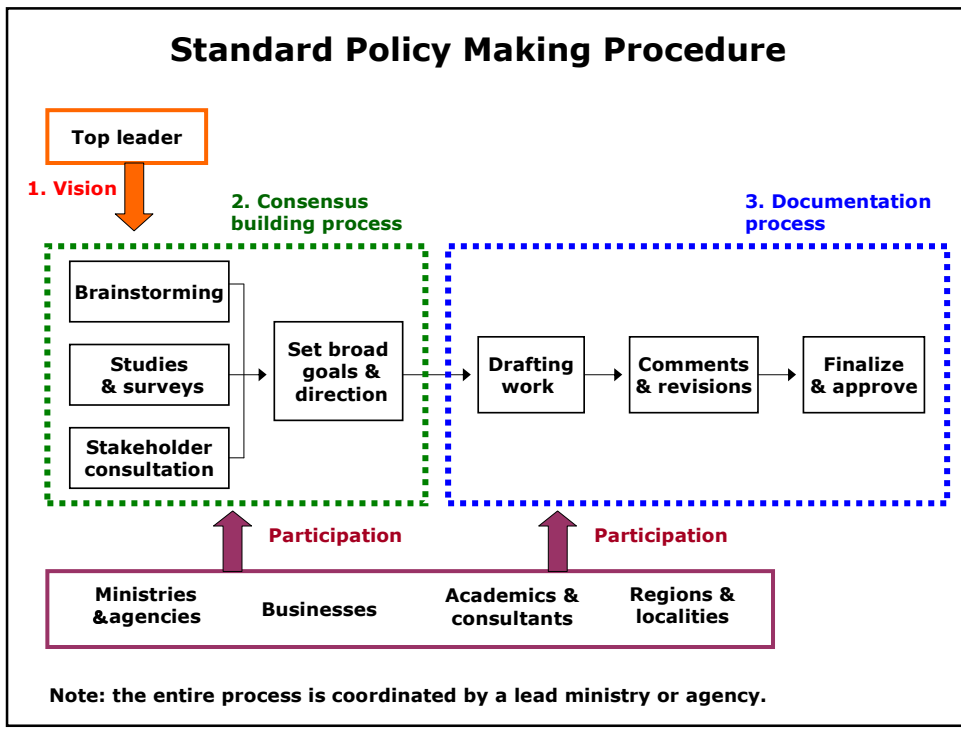 Standard Policy Making Procedure
Top leader
1. Vision
2. Consensus
building process
3. Documentation
process
Brainstorming
Studies
& surveys
Stakeholder
consultation
Set broad
goals &
direction
Drafting
work
Comments
& revisions
Finalize
& approve
Participation
Participation
Ministries
&agencies
Businesses
Academics &
consultants
Regions &
localities
Note: the entire process is coordinated by a lead ministry or agency.